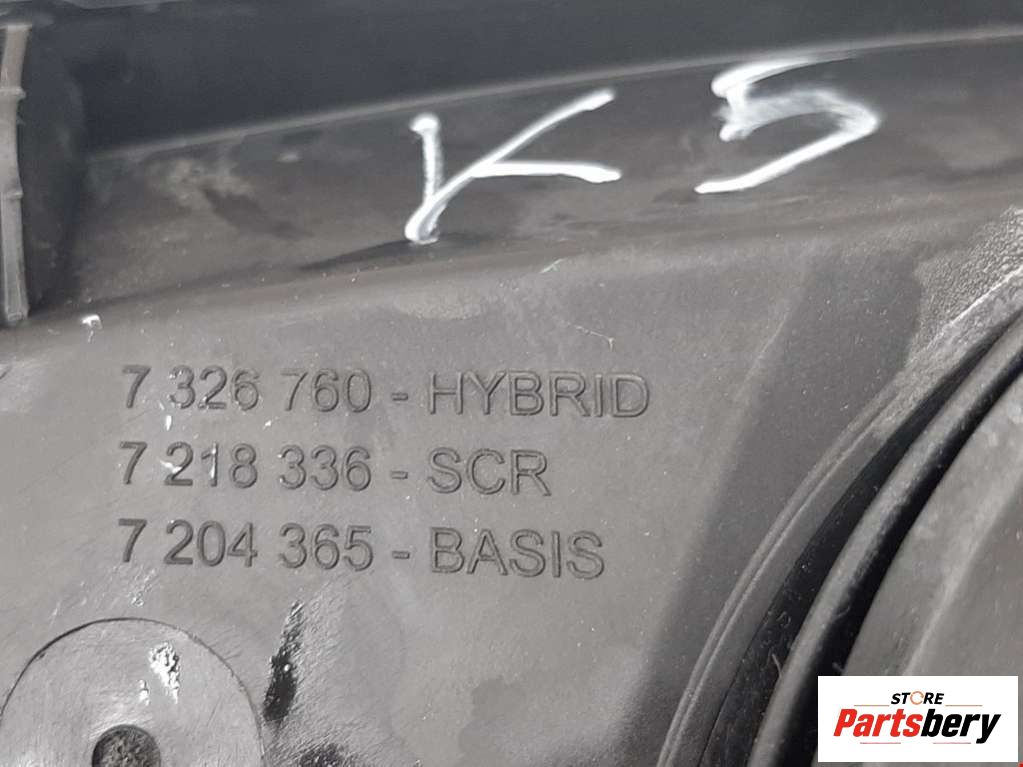 K5
7 326 760 - HYBRID
7 218 336 - SCR
7 204 365 - BASIS
STORE
Partsbery